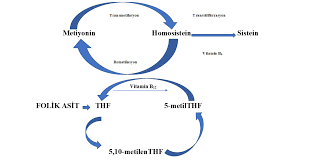 Transmetilasyon
Transsülfürasyon
Metiyonin
Homosistein
Sistein
Vitamin B₆
Remetilasyon
Vitamin B₁₂
FOLİK ASİT
THF
5-metilTHF
5,10-metilenTHF